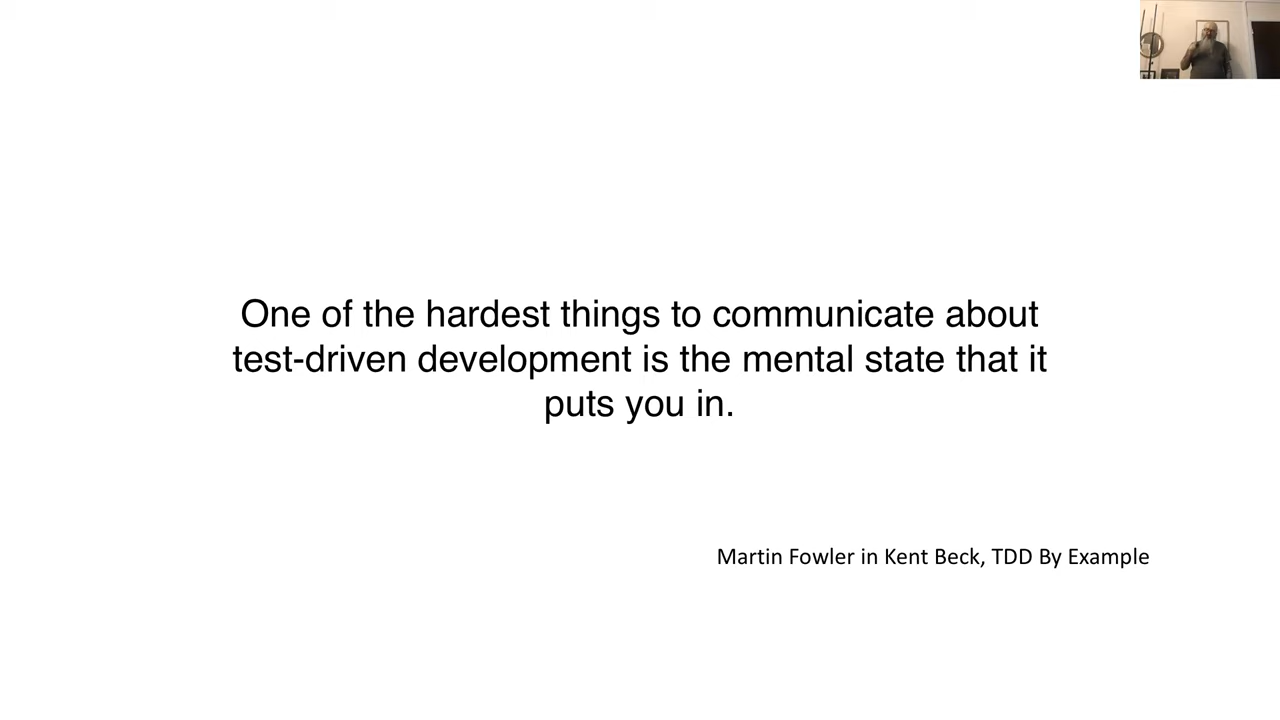 One of the hardest things to communicate about
test-driven development is the mental state that it
puts you in.
Martin Fowler in Kent Beck, TDD By Example